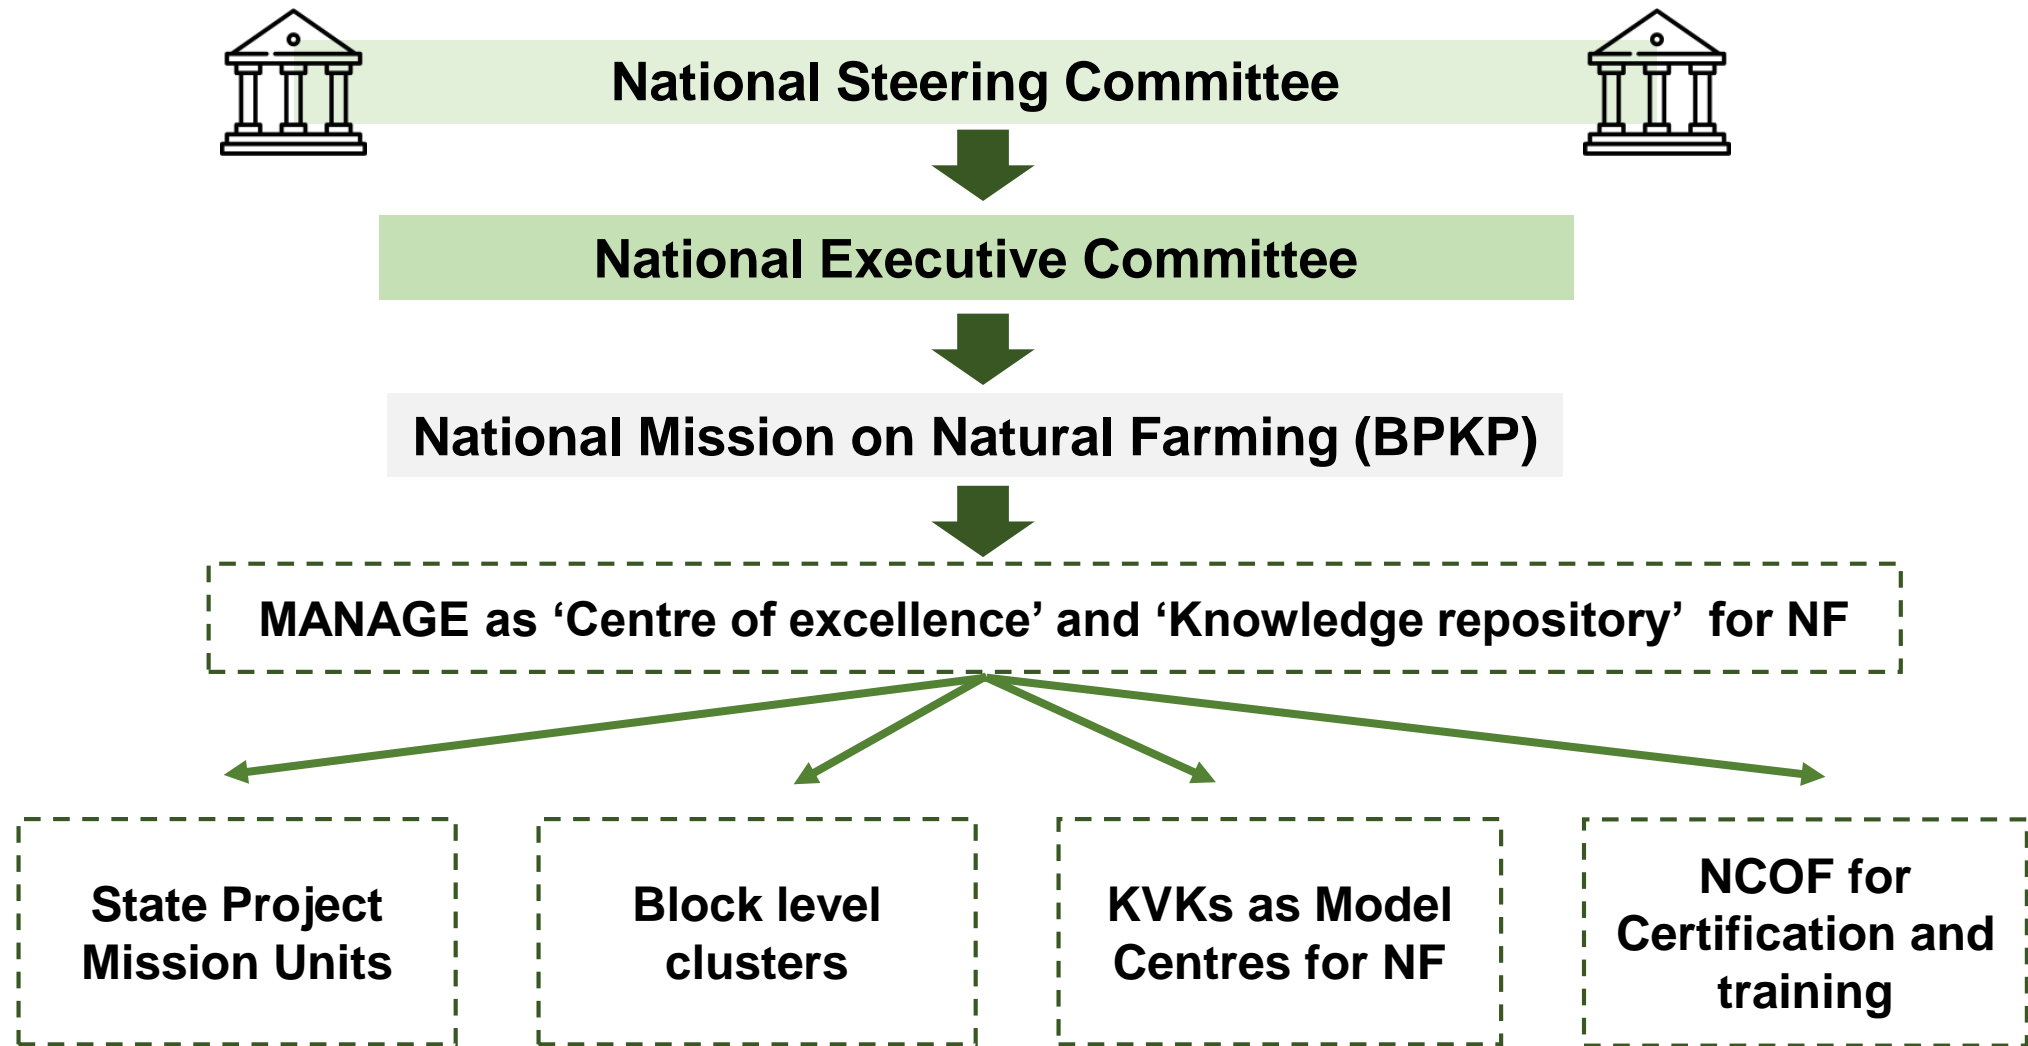 National Steering Committee
National Executive Committee
National Mission on Natural Farming (BPKP)
MANAGE as ‘Centre of excellence’ and ‘Knowledge repository’ for NF
State Project
Mission Units
Block level
clusters
KVKs as Model
Centres for NF
NCOF for
Certification and
training